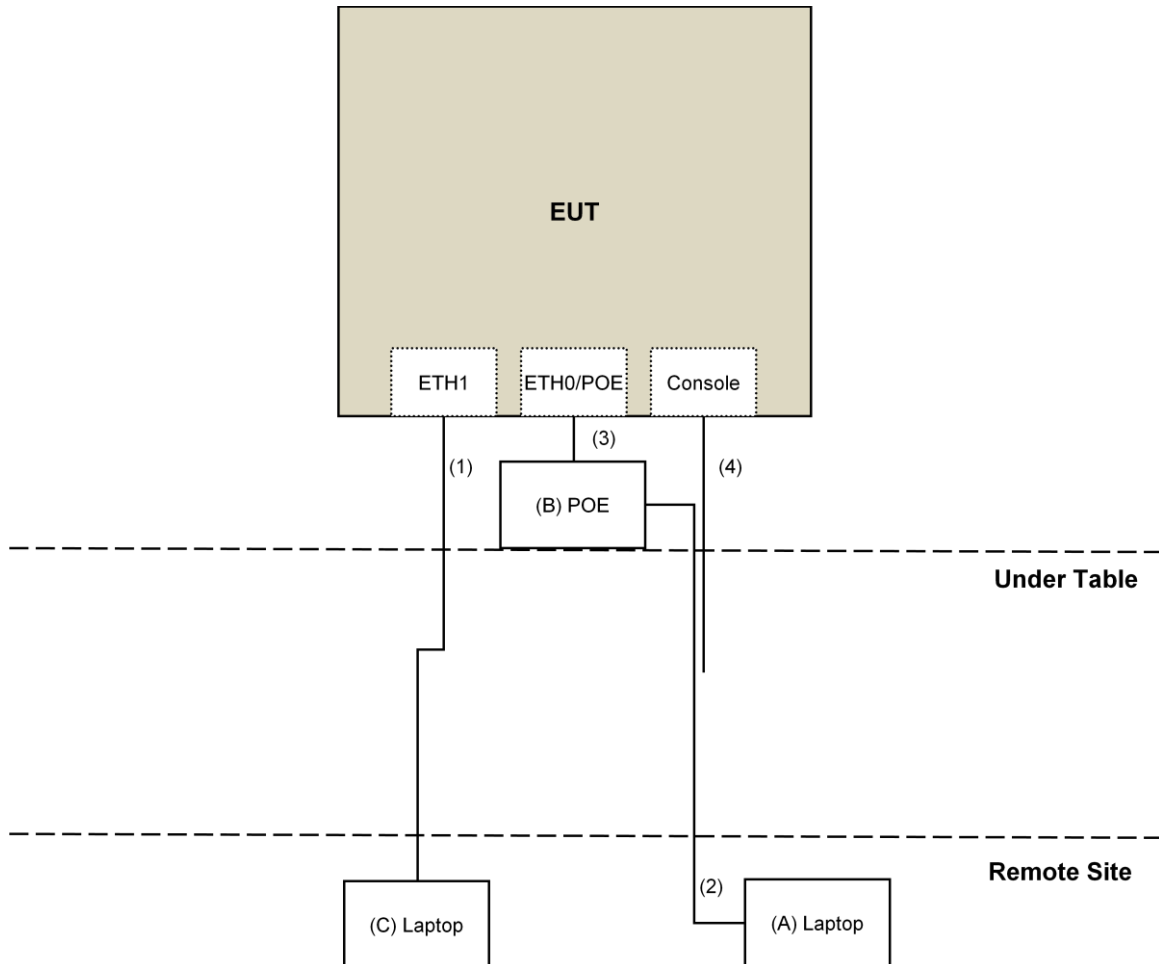 EUT
ETH1
ETH0/POE
Console
(1)
(3)
(4)
(B) POE
Under Table
Remote Site
(2)
(C) Laptop
(A) Laptop